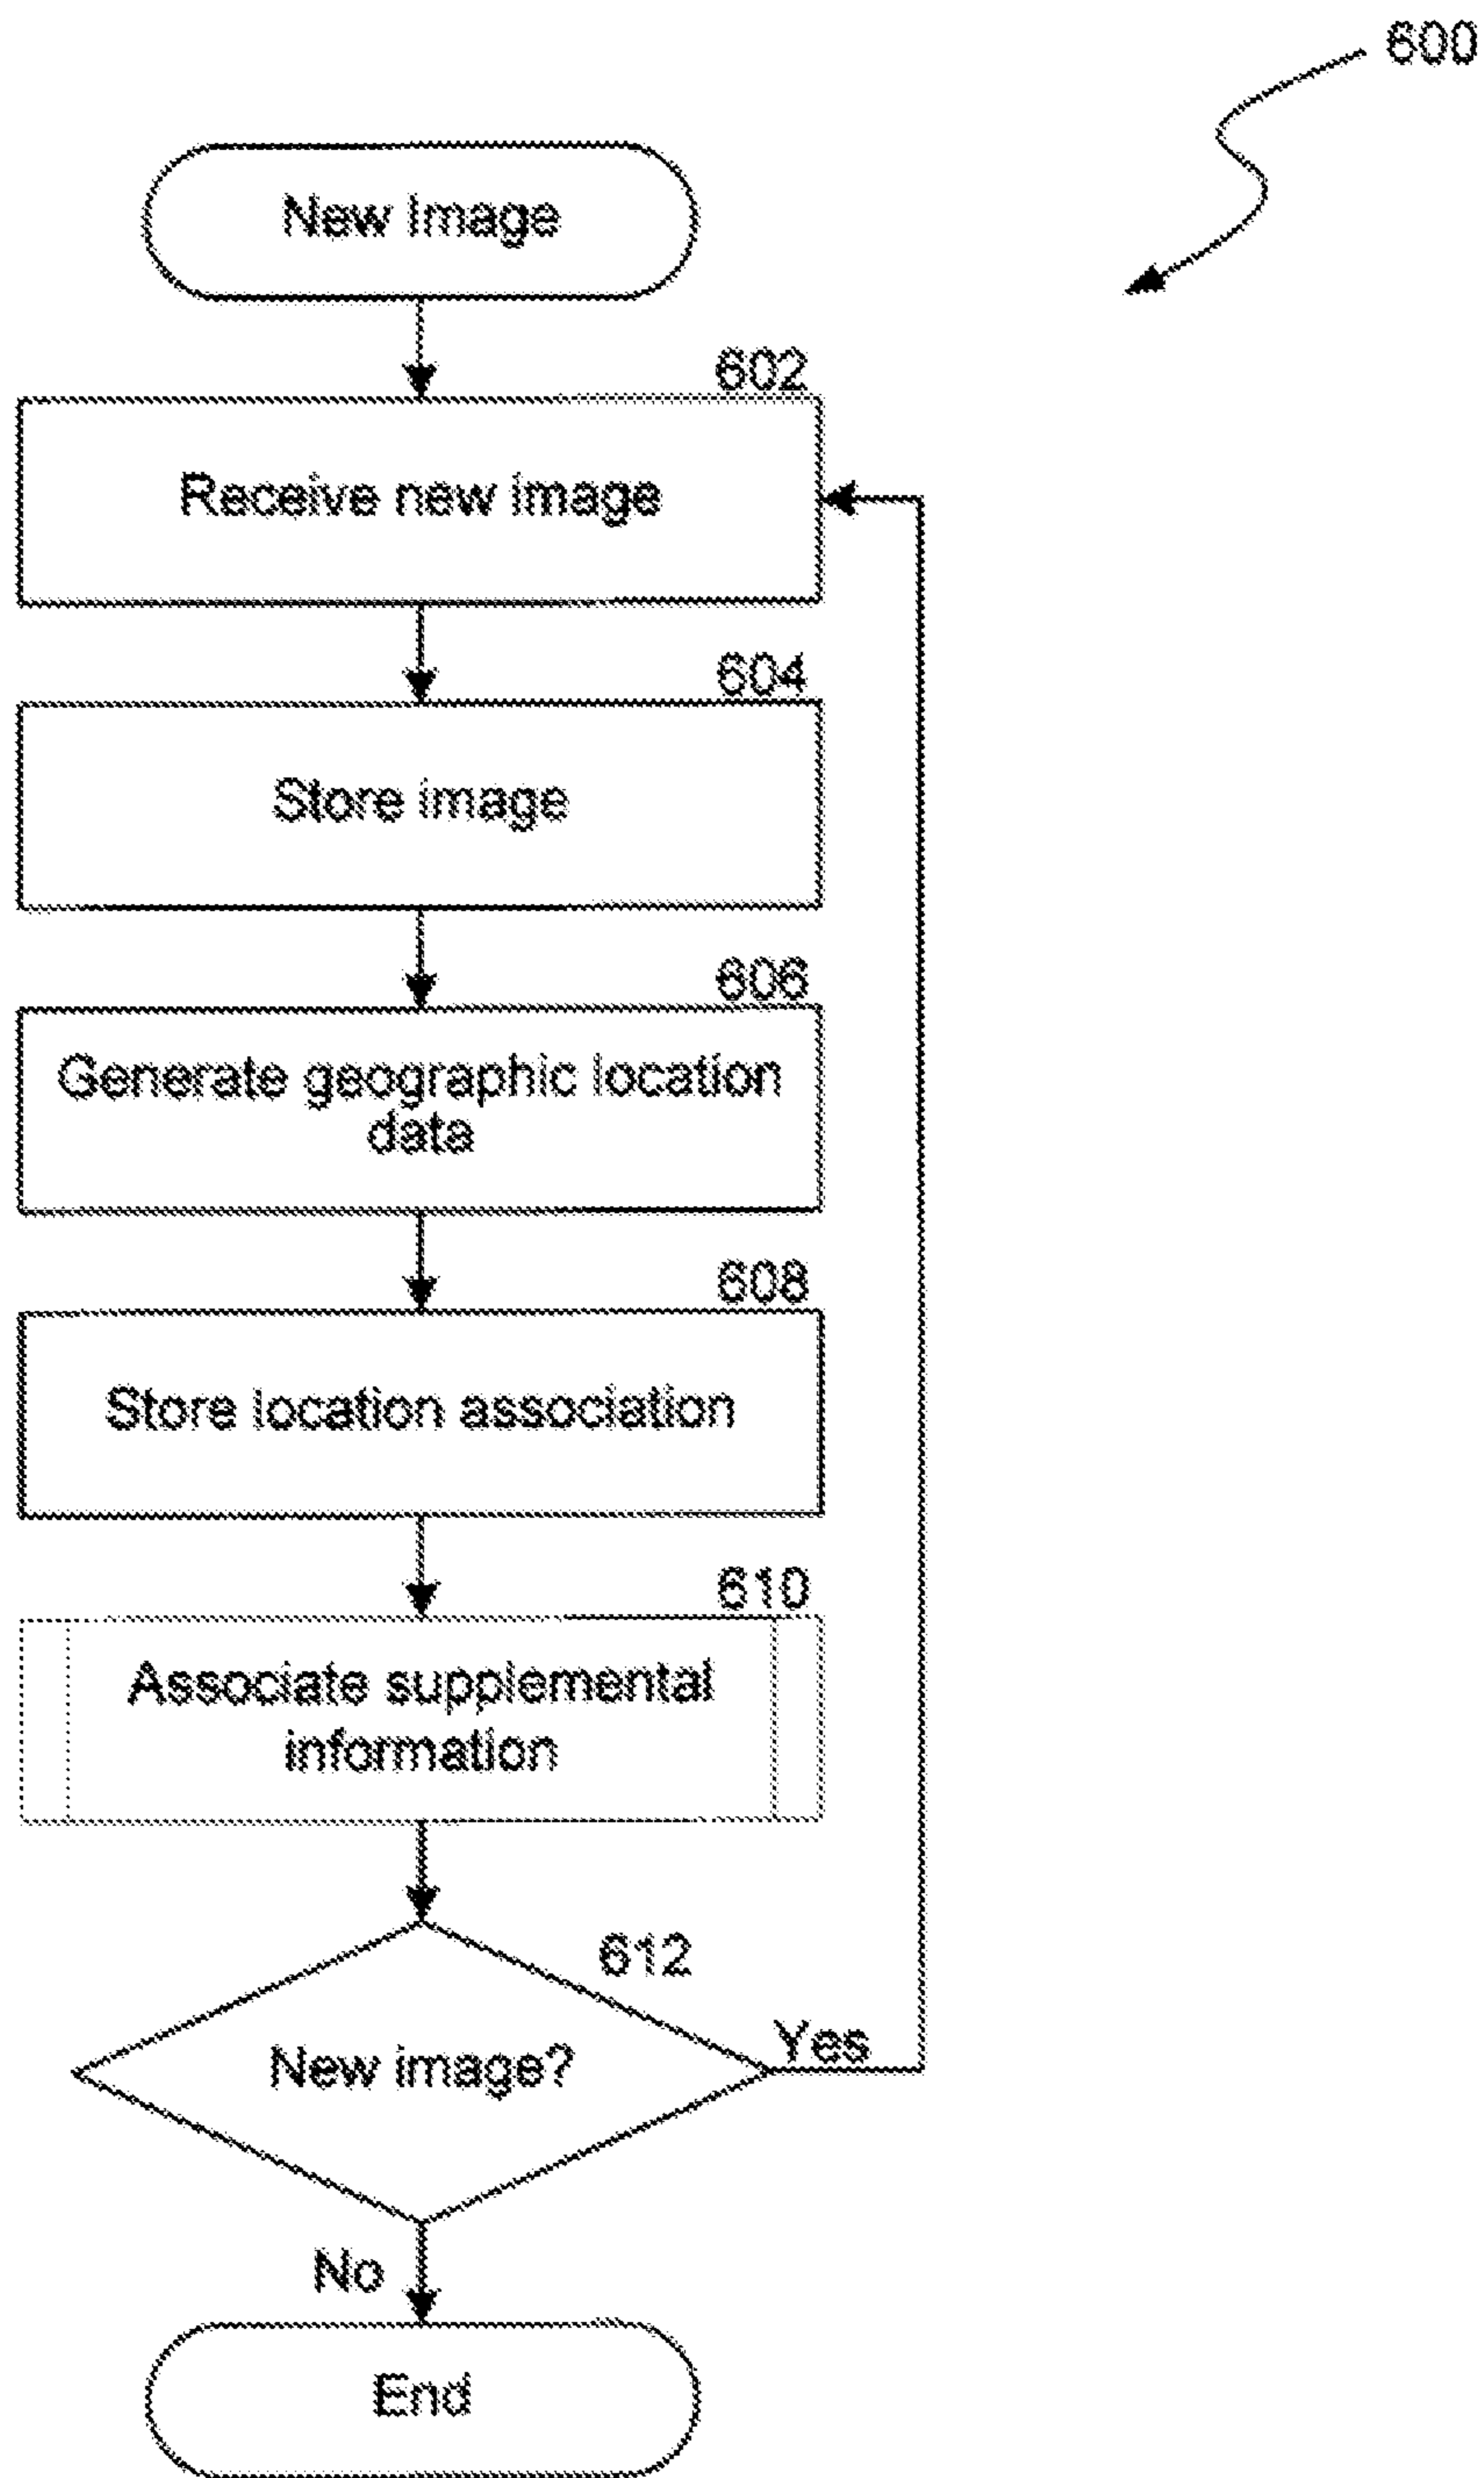 600
New Image
602
Receive new image
604
Store image
606
Generate geographic location
data
608
Store location association
610
Associate supplemental
information
612
New image?
Yes
No
End